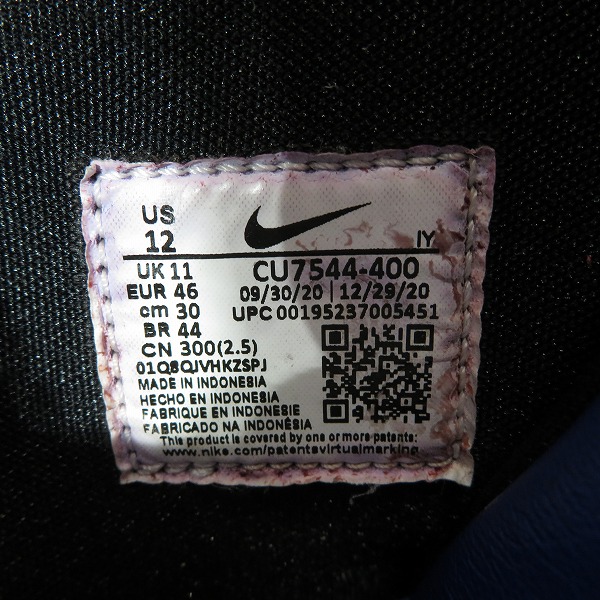 US
12
IY
UK 11
CU7544-400
EUR 46
09/30/20 | 12/29/20
cm 30
UPC 00195237005451
BR 44
CN 300(2.5)
01Q8QJVHKZSPJ
MADE IN INDONESIA
HECHO EN INDONESIA
FABRIQUE EN INDONESIE
FABRICADO NA INDONÉSIA
This product is covered by one or more patents:
www.nike.com/patentsvirtualmarking